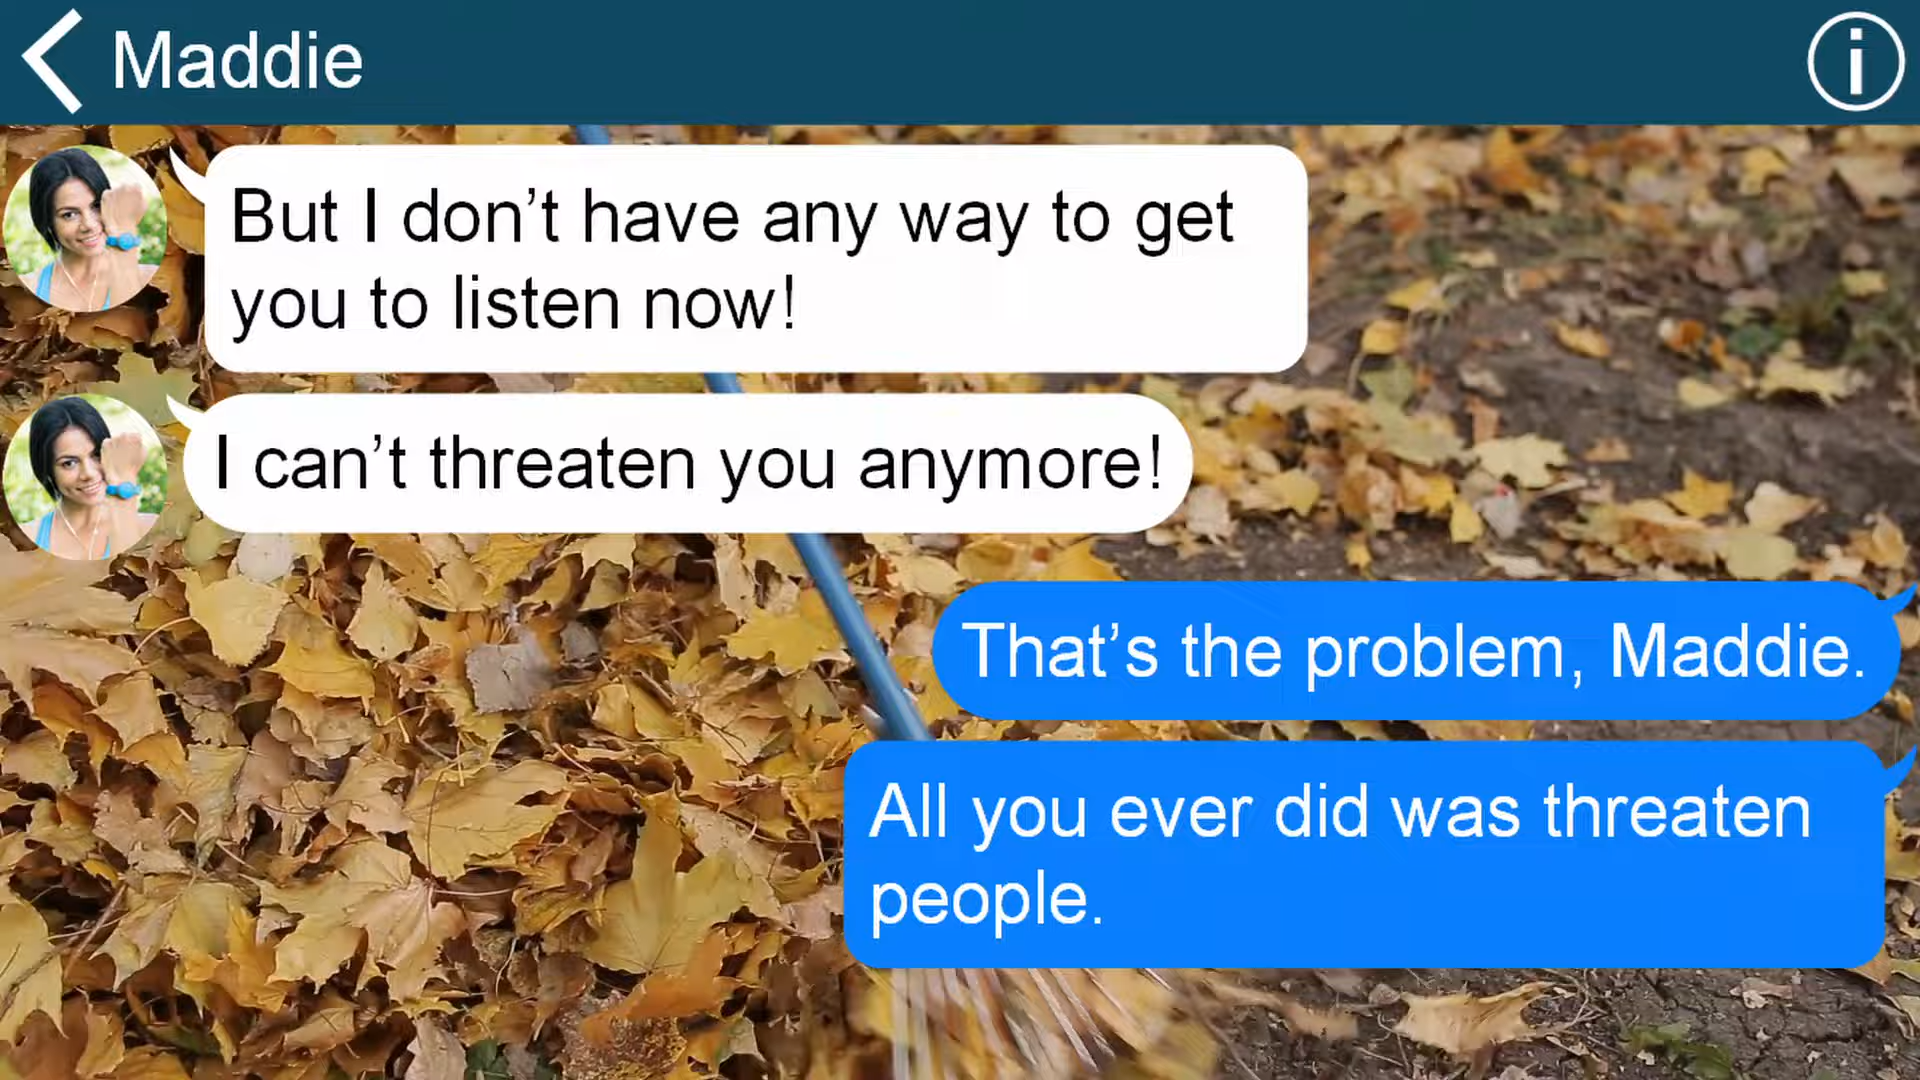 Maddie
But I don’t have any way to get
you to listen now!
I can’t threaten you anymore!
That’s the problem, Maddie.
All you ever did was threaten
people.